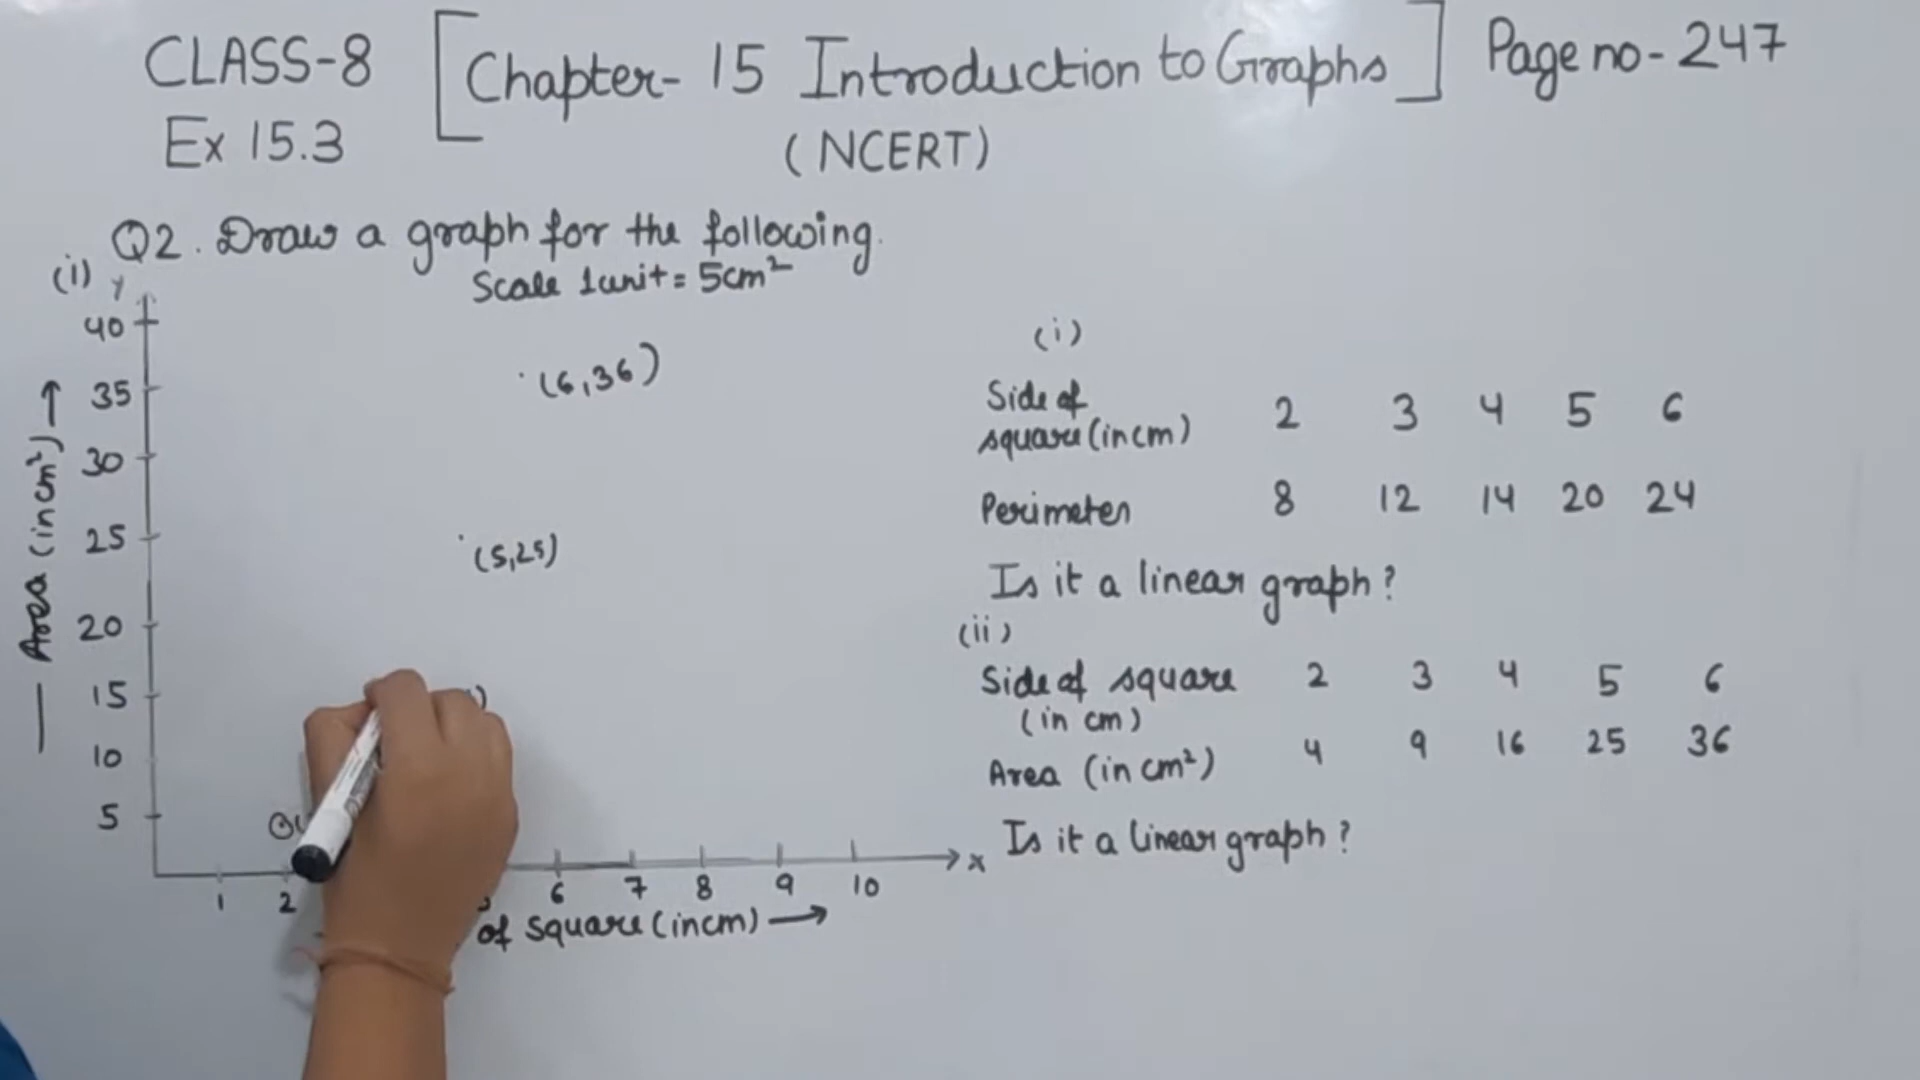 CLASS-8 [Chapter- 15 Introduction to Graphs] Page no- 247
Ex 15.3 (NCERT)
Q2. Draw a graph for the following.
(i) Y
Scale 1unit = 5cm²
40
35
30
25
20
15
10
5
Area (in cm²) →
(6,36)
(5,25)
1 2 6 7 8 9 10 x
of square (in cm) →
(i)
Side of
square (in cm) 2 3 4 5 6
Perimeter 8 12 14 20 24
Is it a linear graph?
(ii)
Side of square 2 3 4 5 6
(in cm)
Area (in cm²) 4 9 16 25 36
Is it a linear graph?